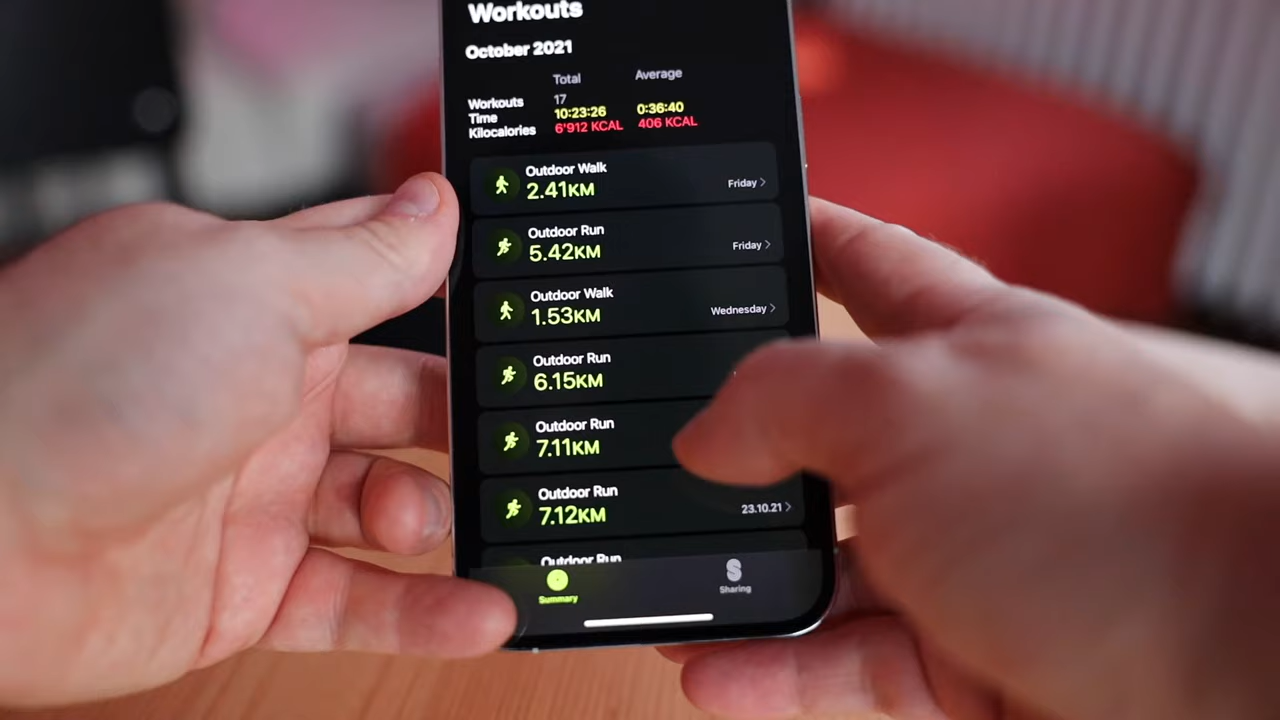 Workouts
October 2021
Total Average
Workouts 17
Time 10:23:26 0:36:40
Kilocalories 6'912 KCAL 406 KCAL
Outdoor Walk
2.41KM Friday
Outdoor Run
5.42KM Friday
Outdoor Walk
1.53KM Wednesday
Outdoor Run
6.15KM
Outdoor Run
7.11KM
Outdoor Run
7.12KM 23.10.21
Outdoor Run
Summary Sharing